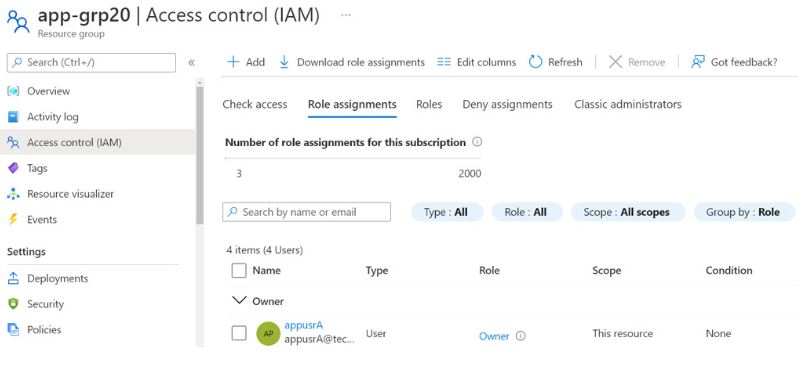 app-grp20 | Access control (IAM) ...
Resource group
Search (Ctrl+/) «
Overview
Activity log
Access control (IAM)
Tags
Resource visualizer
Events
Settings
Deployments
Security
Policies
+ Add Download role assignments Edit columns Refresh Remove Got feedback?
Check access Role assignments Roles Deny assignments Classic administrators
Number of role assignments for this subscription
3 2000
Search by name or email Type : All Role : All Scope : All scopes Group by : Role
4 items (4 Users)
Name Type Role Scope Condition
Owner
AP appusrA User Owner This resource None
appusrA@tec...